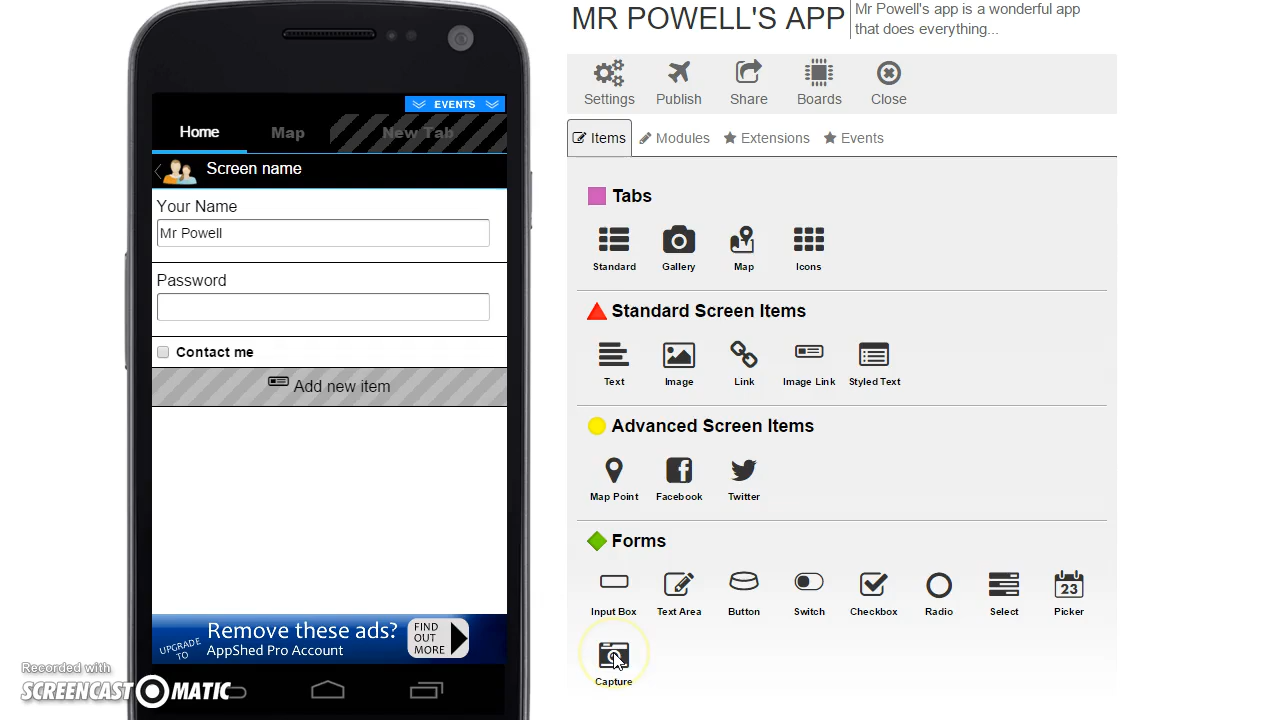 EVENTS
Home Map New Tab
Screen name
Your Name
Mr Powell
Password
Contact me
Add new item
UPGRADE TO
Remove these ads?
AppShed Pro Account
FIND
OUT
MORE
Recorded with
SCREENCAST MATIC
MR POWELL'S APP
Mr Powell's app is a wonderful app
that does everything...
Settings Publish Share Boards Close
Items Modules Extensions Events
Tabs
Standard Gallery Map Icons
Standard Screen Items
Text Image Link Image Link Styled Text
Advanced Screen Items
Map Point Facebook Twitter
Forms
23
Input Box Text Area Button Switch Checkbox Radio Select Picker
Capture